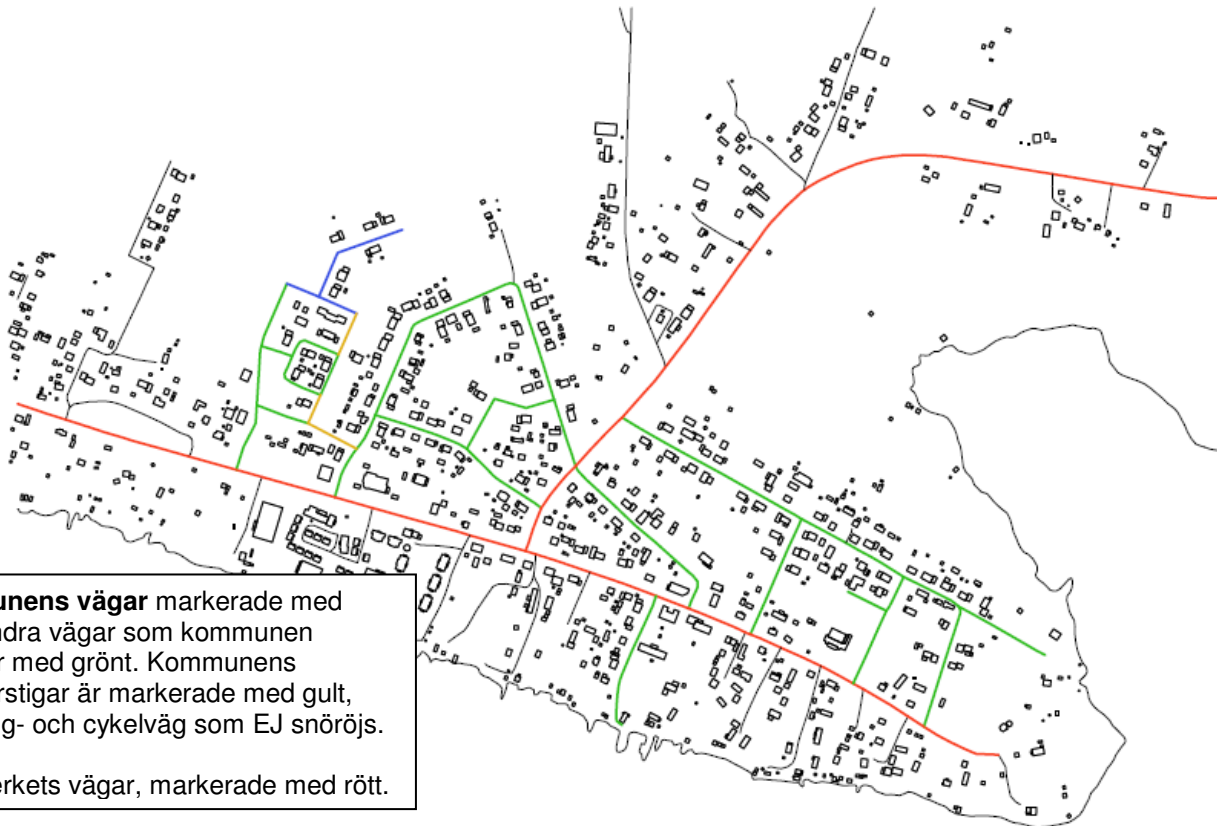 unens vägar markerade med
ndra vägar som kommunen
r med grönt. Kommunens
rstigar är markerade med gult,
g- och cykelväg som EJ snöröjs.
erkets vägar, markerade med rött.